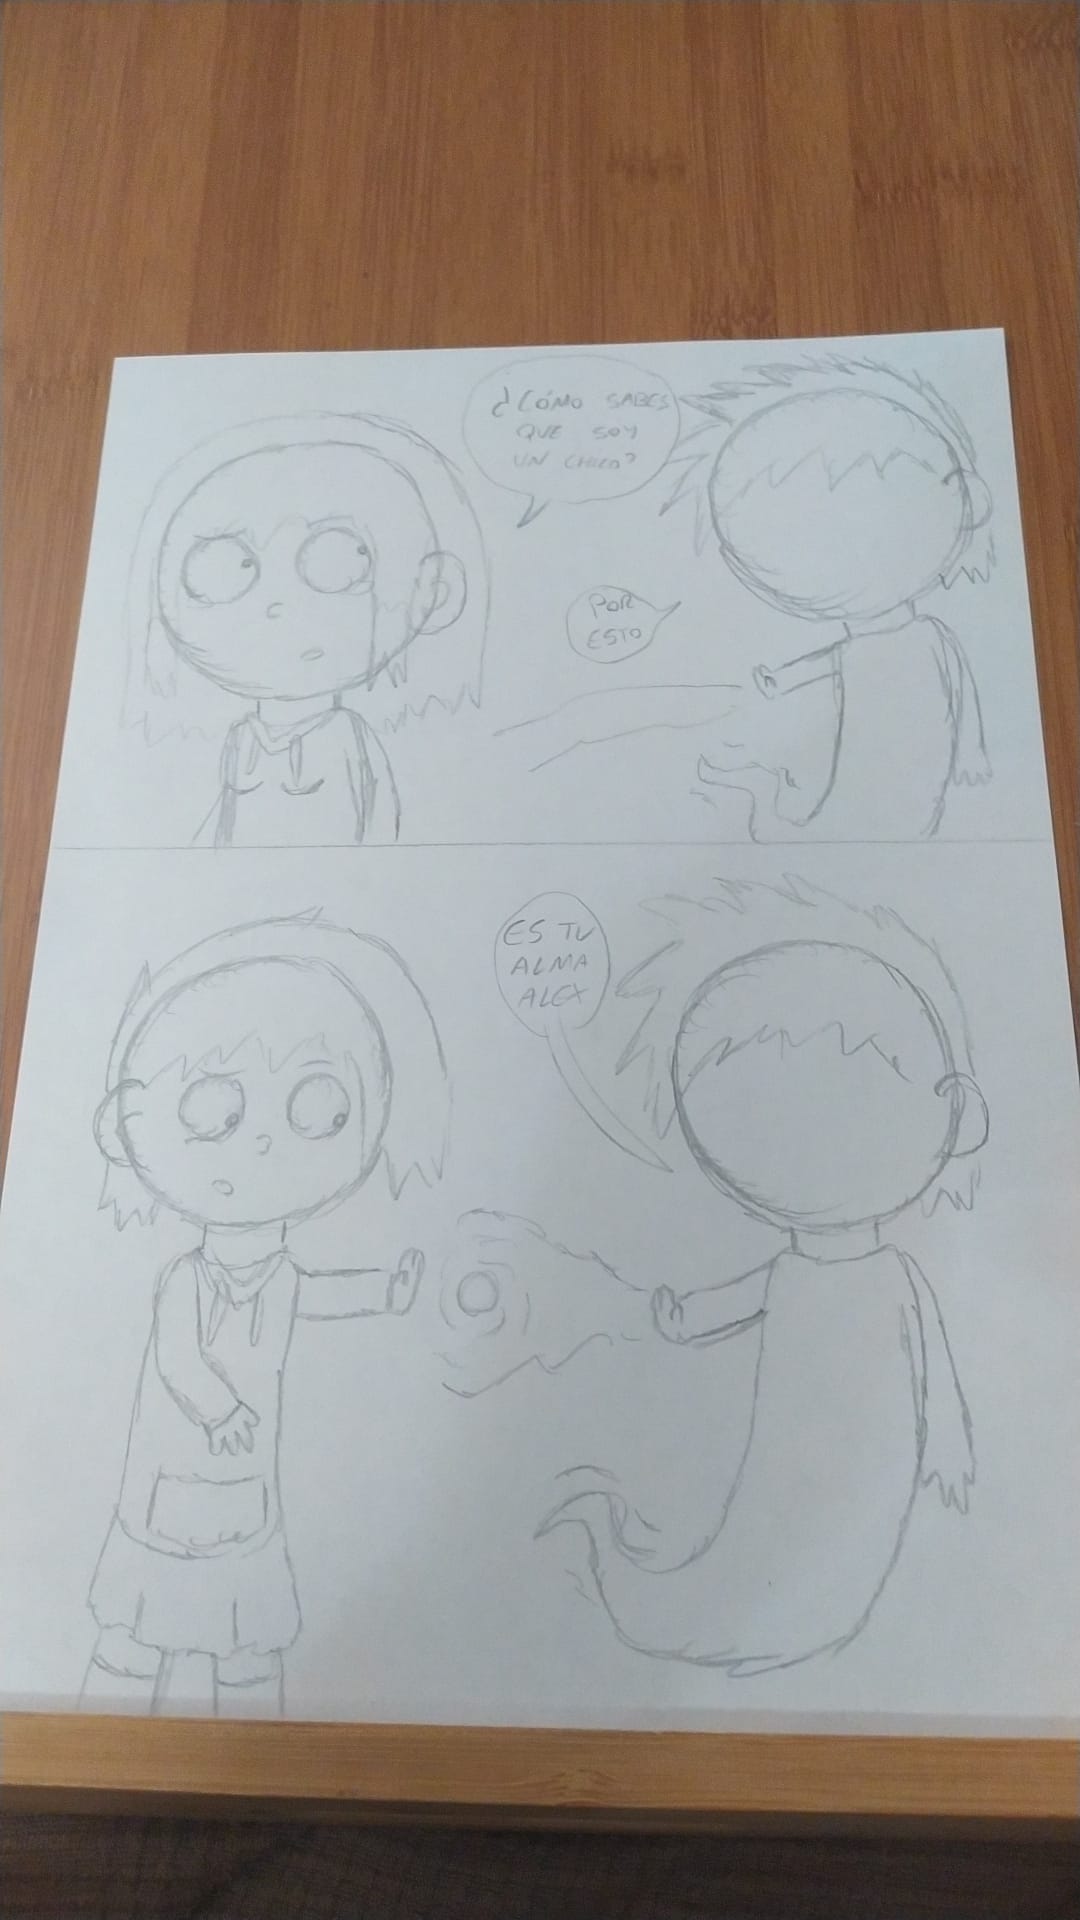 ¿CÓMO SABES
QUE SOY
UN CHICO?
POR
ESTO
ES TU
ALMA
ALEX